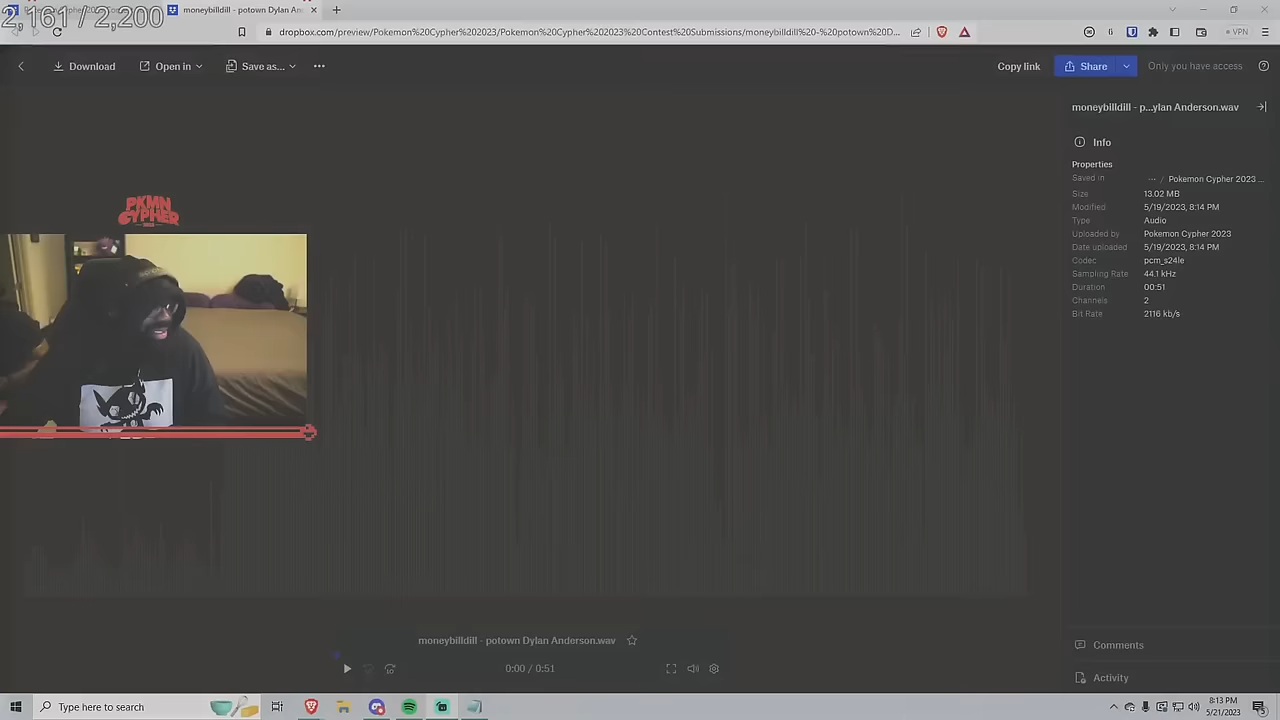 2,161 / 2,200
moneybilldill - potown Dylan An...
dropbox.com/preview/Pokemon%20Cypher%202023/Pokemon%20Cypher%202023%20Contest%20Submissions/moneybilldill%20-%20potown%20D...
VPN
Download
Open in
Save as...
Copy link
Share
Only you have access
moneybilldill - p...ylan Anderson.wav
Info
Properties
Saved in ... / Pokemon Cypher 2023 ...
Size 13.02 MB
Modified 5/19/2023, 8:14 PM
Type Audio
Uploaded by Pokemon Cypher 2023
Date uploaded 5/19/2023, 8:14 PM
Codec pcm_s24le
Sampling Rate 44.1 kHz
Duration 00:51
Channels 2
Bit Rate 2116 kb/s
PKMN
CYPHER
moneybilldill - potown Dylan Anderson.wav
0:00 / 0:51
Comments
Activity
Type here to search
8:13 PM
5/21/2023